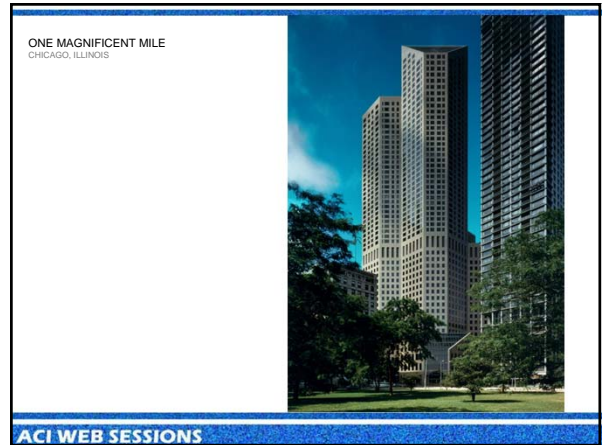 ONE MAGNIFICENT MILE
CHICAGO, ILLINOIS
ACI WEB SESSIONS